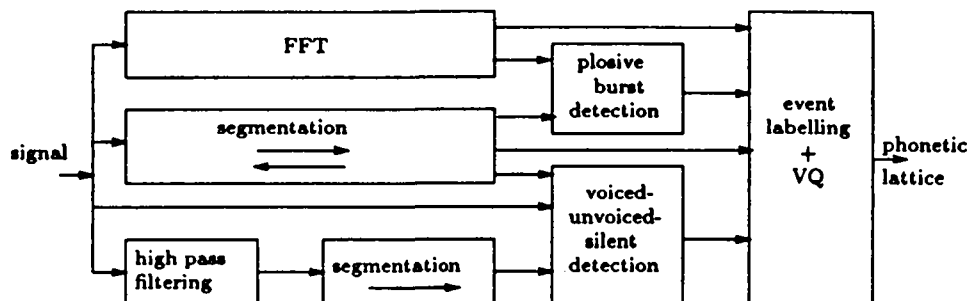 FFT
plosive
burst
detection
segmentation
signal
event
labelling
+
VQ
phonetic
lattice
voiced-
unvoiced-
silent
detection
high pass
filtering
segmentation